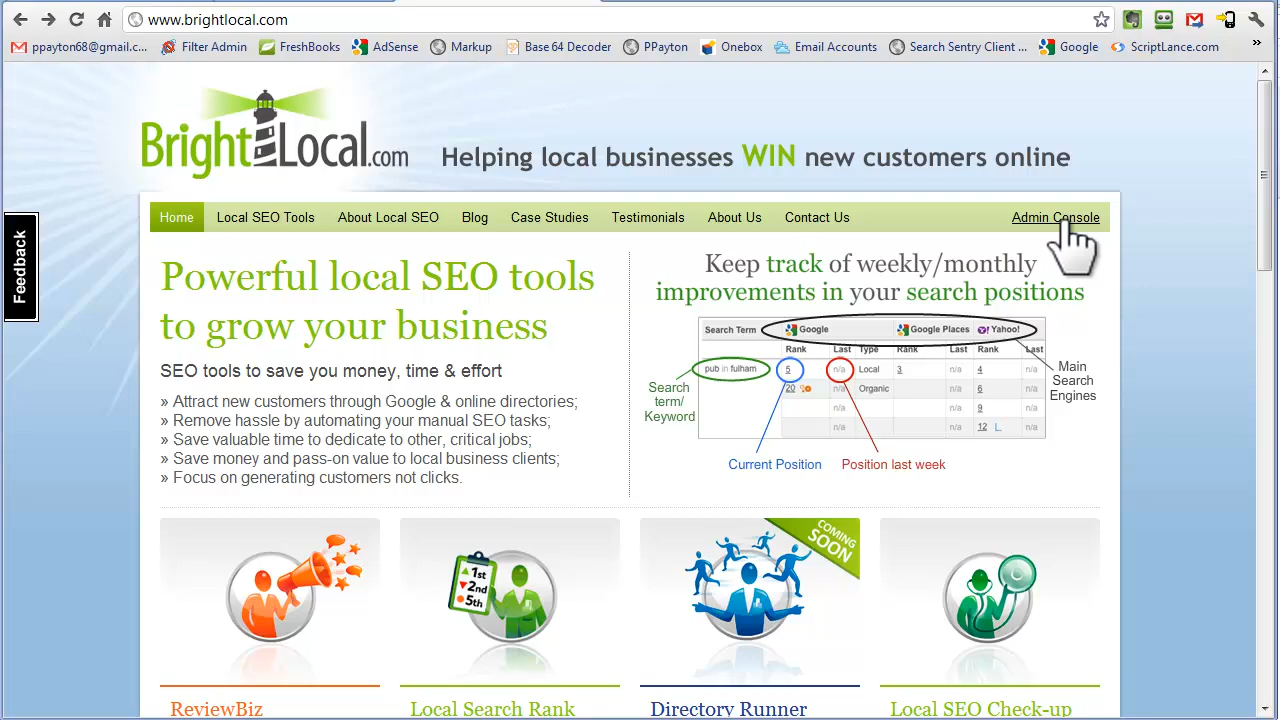 www.brightlocal.com
ppayton68@gmail.c... Filter Admin FreshBooks AdSense Markup Base 64 Decoder PPayton Onebox Email Accounts Search Sentry Client ... Google ScriptLance.com »
BrightLocal.com Helping local businesses WIN new customers online
Home Local SEO Tools About Local SEO Blog Case Studies Testimonials About Us Contact Us Admin Console
Feedback
Powerful local SEO tools
to grow your business
SEO tools to save you money, time & effort
» Attract new customers through Google & online directories;
» Remove hassle by automating your manual SEO tasks;
» Save valuable time to dedicate to other, critical jobs;
» Save money and pass-on value to local business clients;
» Focus on generating customers not clicks.
Keep track of weekly/monthly
improvements in your search positions
Search Term Google Google Places Yahoo!
Rank Last Type Rank Last Rank Last
pub in fulham 5 n/a Local 3 n/a 4 n/a
20 n/a Organic n/a 6 n/a
n/a n/a 9 n/a
n/a n/a 12 L n/a
Search
term/
Keyword
Main
Search
Engines
Current Position Position last week
1st
2nd
5th
COMING
SOON
ReviewBiz Local Search Rank Directory Runner Local SEO Check-up